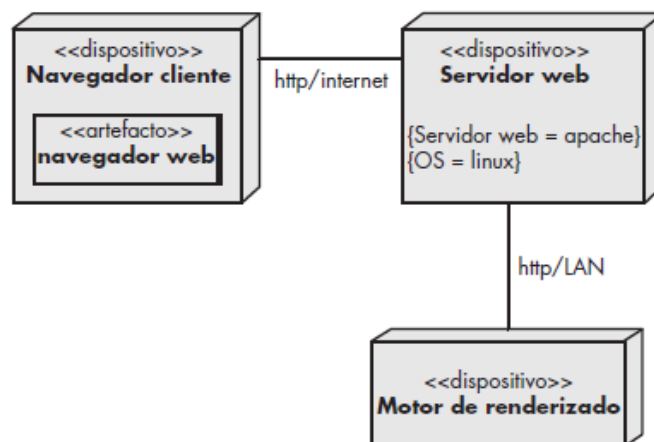 <<dispositivo>>
Navegador cliente
<<artefacto>>
navegador web
http/internet
<<dispositivo>>
Servidor web
{Servidor web = apache}
{OS = linux}
http/LAN
<<dispositivo>>
Motor de renderizado